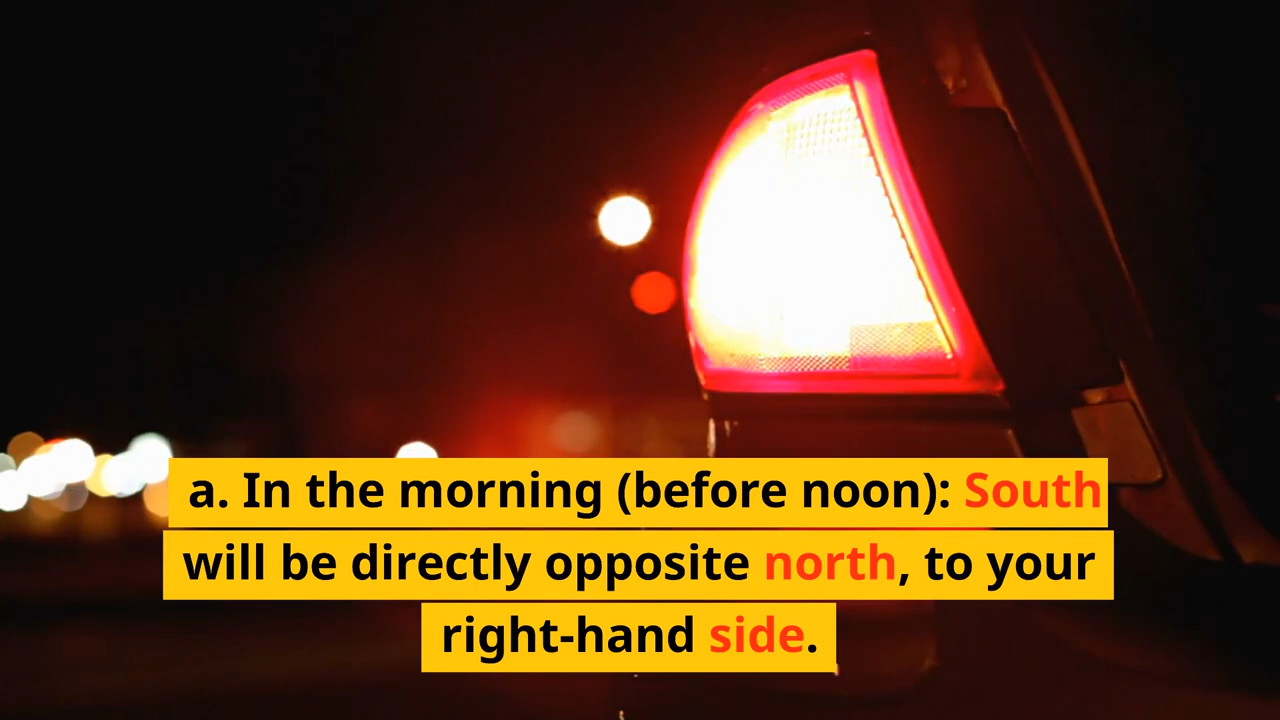 a. In the morning (before noon): South
will be directly opposite north, to your
right-hand side.